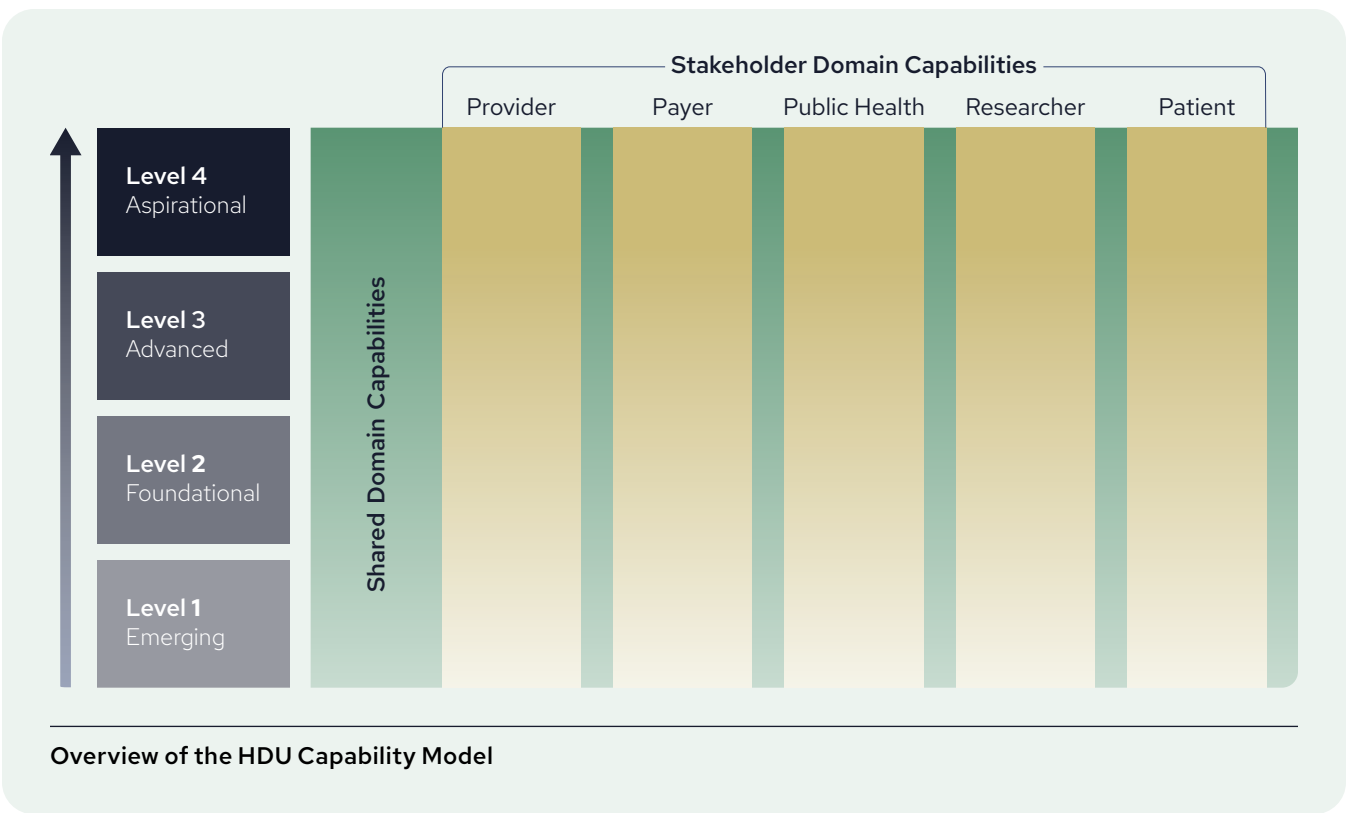 Stakeholder Domain Capabilities
Provider
Payer
Public Health
Researcher
Patient
Level 4
Aspirational
Level 3
Advanced
Level 2
Foundational
Level 1
Emerging
Shared Domain Capabilities
Overview of the HDU Capability Model